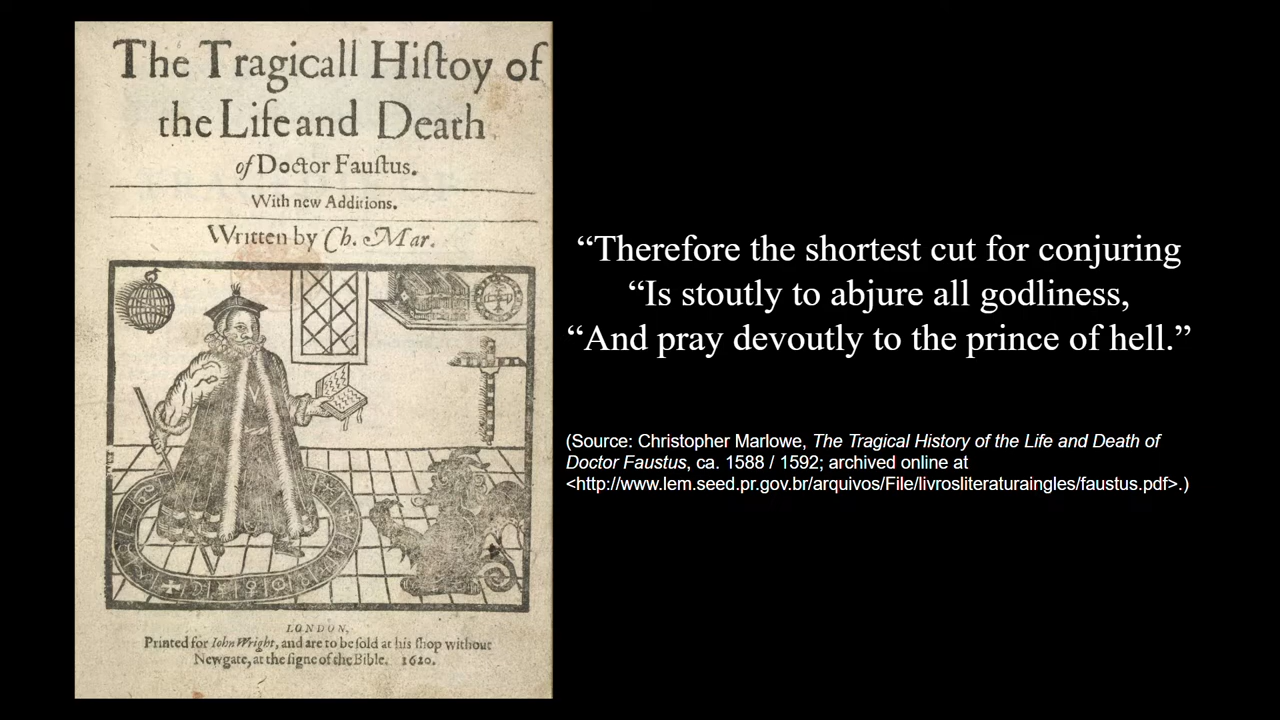 The Tragicall Hiſtoy of
the Life and Death
of Doctor Fauſtus.
With new Additions.
Written by Ch. Mar.
LONDON,
Printed for Iohn Wright, and are to be ſold at his ſhop without
Newgate, at the ſigne of the Bible. 1620.
“Therefore the shortest cut for conjuring
“Is stoutly to abjure all godliness,
“And pray devoutly to the prince of hell.”
(Source: Christopher Marlowe, The Tragical History of the Life and Death of
Doctor Faustus, ca. 1588 / 1592; archived online at
<http://www.lem.seed.pr.gov.br/arquivos/File/livrosliteraturaingles/faustus.pdf>.)